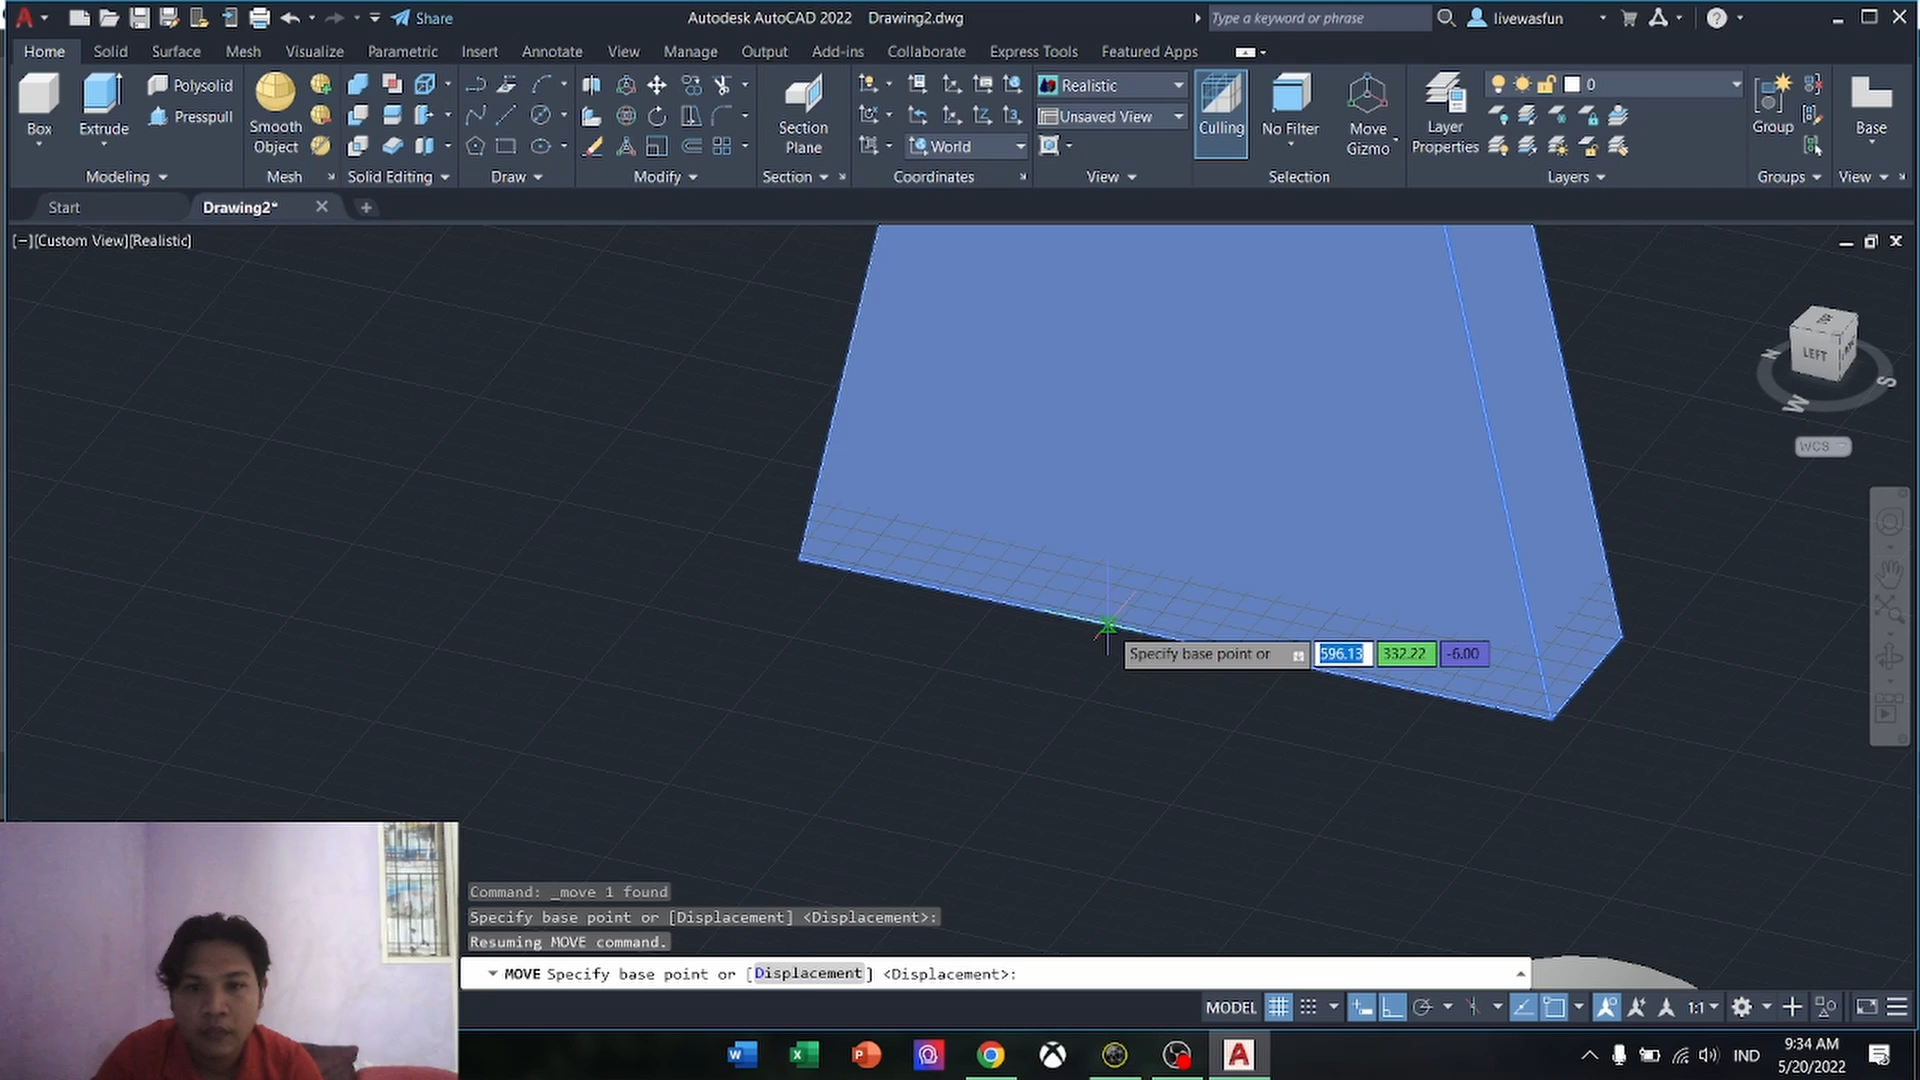 Share
Autodesk AutoCAD 2022 Drawing2.dwg
Type a keyword or phrase
livewasfun
Home Solid Surface Mesh Visualize Parametric Insert Annotate View Manage Output Add-ins Collaborate Express Tools Featured Apps
Polysolid
Realistic
0
Presspull
Unsaved View
Box Extrude Smooth Object Section Plane Culling No Filter Move Gizmo Layer Properties Group Base
World
Modeling Mesh Solid Editing Draw Modify Section Coordinates View Selection Layers Groups View
Start Drawing2*
[−][Custom View][Realistic]
LEFT
N S W
WCS
Specify base point or 596.13 332.22 -6.00
Command: _move 1 found
Specify base point or [Displacement] <Displacement>:
Resuming MOVE command.
MOVE Specify base point or [Displacement] <Displacement>:
MODEL 1:1
IND
9:34 AM
5/20/2022